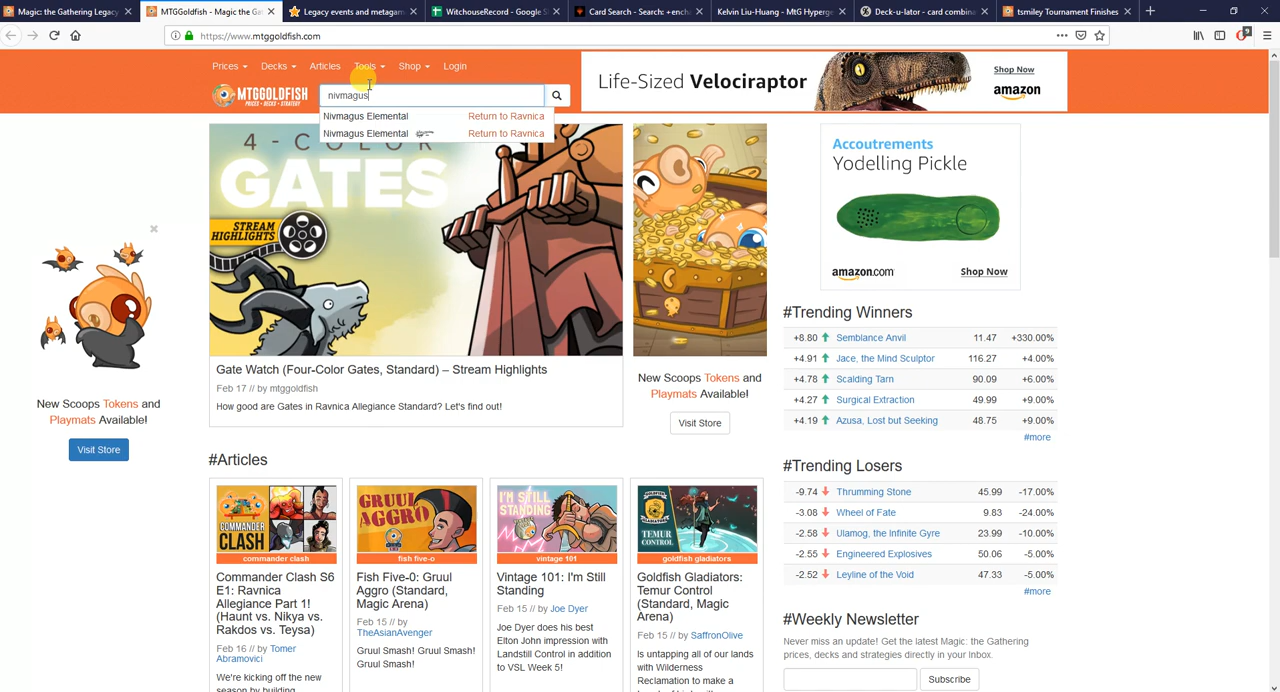 Magic: the Gathering Legacy
MTGGoldfish - Magic the Ga
Legacy events and metagam
WitchouseRecord - Google S
Card Search - Search: +encha
Kelvin Liu-Huang - MtG Hyperge
Deck-u-lator - card combina
tsmiley Tournament Finishes
https://www.mtggoldfish.com
9
Prices Decks Articles Tools Shop Login
MTGGOLDFISH
PRICES • DECKS • STRATEGY
nivmagus
Nivmagus Elemental Return to Ravnica
Nivmagus Elemental Return to Ravnica
Life-Sized Velociraptor
Shop Now
amazon
4-COLOR
GATES
STREAM
HIGHLIGHTS
Gate Watch (Four-Color Gates, Standard) – Stream Highlights
Feb 17 // by mtggoldfish
How good are Gates in Ravnica Allegiance Standard? Let's find out!
New Scoops Tokens and
Playmats Available!
Visit Store
New Scoops Tokens and
Playmats Available!
Visit Store
Accoutrements
Yodelling Pickle
amazon.com
Shop Now
#Trending Winners
+8.80 Semblance Anvil 11.47 +330.00%
+4.91 Jace, the Mind Sculptor 116.27 +4.00%
+4.78 Scalding Tarn 90.09 +6.00%
+4.27 Surgical Extraction 49.99 +9.00%
+4.19 Azusa, Lost but Seeking 48.75 +9.00%
#more
#Trending Losers
-9.74 Thrumming Stone 45.99 -17.00%
-3.08 Wheel of Fate 9.83 -24.00%
-2.58 Ulamog, the Infinite Gyre 23.99 -10.00%
-2.55 Engineered Explosives 50.06 -5.00%
-2.52 Leyline of the Void 47.33 -5.00%
#more
#Weekly Newsletter
Never miss an update! Get the latest Magic: the Gathering
prices, decks and strategies directly in your Inbox.
Subscribe
#Articles
COMMANDER
CLASH
commander clash
Commander Clash S6
E1: Ravnica
Allegiance Part 1!
(Haunt vs. Nikya vs.
Rakdos vs. Teysa)
Feb 16 // by Tomer
Abramovici
We're kicking off the new
season by building
GRUUL
AGGRO
fish five-o
Fish Five-0: Gruul
Aggro (Standard,
Magic Arena)
Feb 15 // by
TheAsianAvenger
Gruul Smash! Gruul Smash!
Gruul Smash!
I'M STILL
STANDING
vintage 101
Vintage 101: I'm Still
Standing
Feb 15 // by Joe Dyer
Joe Dyer does his best
Elton John impression with
Landstill Control in addition
to VSL Week 5!
TEMUR
CONTROL
goldfish gladiators
Goldfish Gladiators:
Temur Control
(Standard, Magic
Arena)
Feb 15 // by SaffronOlive
Is untapping all of our lands
with Wilderness
Reclamation to make a